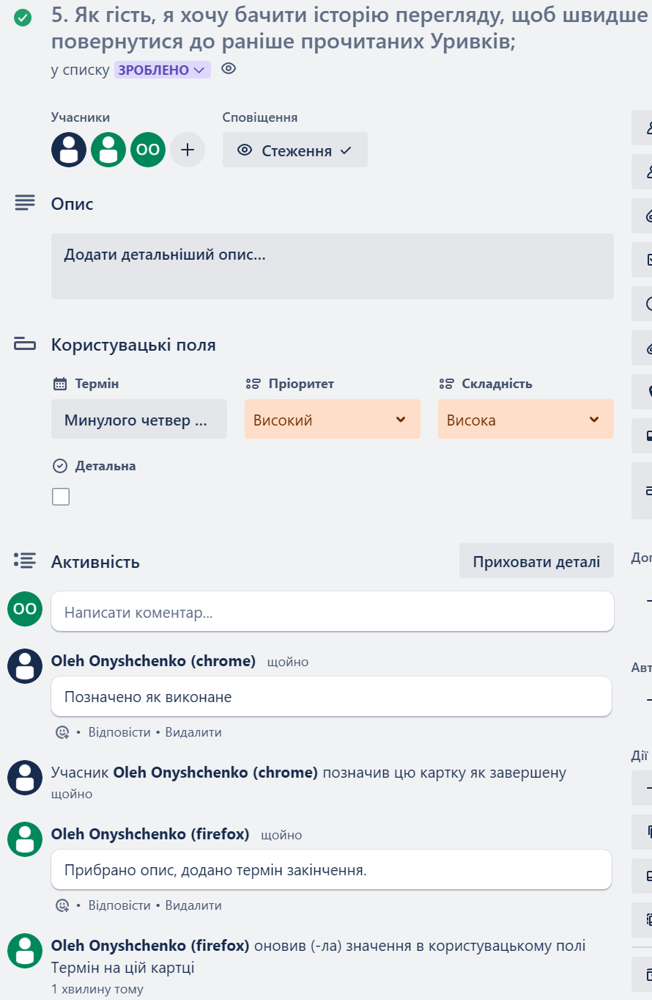 5. Як гість, я хочу бачити історію перегляду, щоб швидше
повернутися до раніше прочитаних Уривків;
у списку ЗРОБЛЕНО
Учасники
Сповіщення
OO
Стеження
Опис
Додати детальніший опис...
Користувацькі поля
Термін
Пріоритет
Складність
Минулого четвер ...
Високий
Висока
Детальна
Активність
Приховати деталі
OO
Написати коментар...
Oleh Onyshchenko (chrome) щойно
Позначено як виконане
• Відповісти • Видалити
Учасник Oleh Onyshchenko (chrome) позначив цю картку як завершену
щойно
Oleh Onyshchenko (firefox) щойно
Прибрано опис, додано термін закінчення.
• Відповісти • Видалити
Oleh Onyshchenko (firefox) оновив (-ла) значення в користувацькому полі
Термін на цій картці
1 хвилину тому
Дії